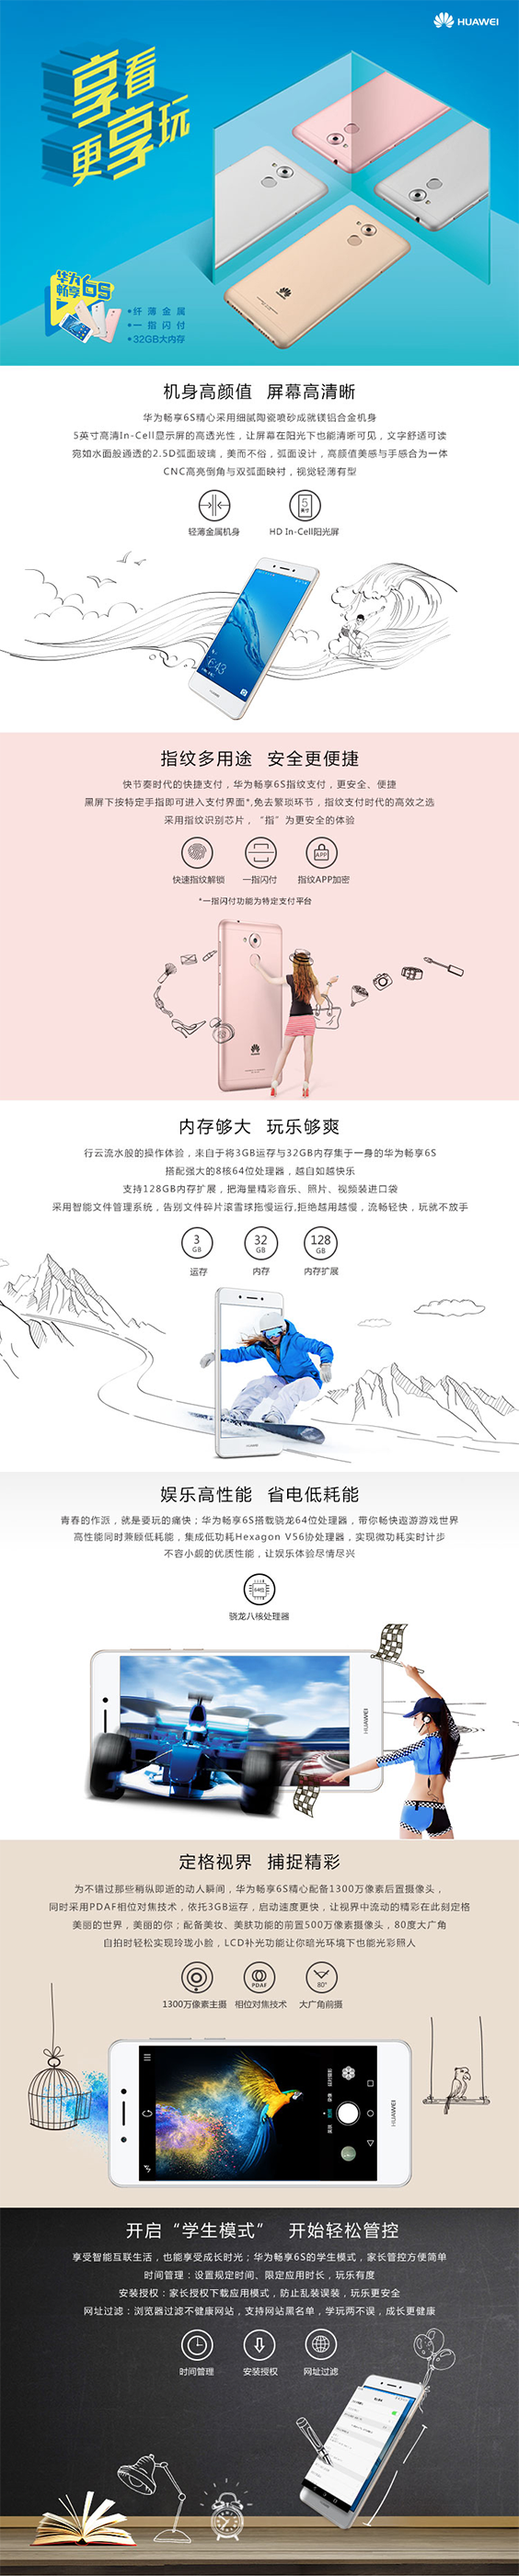 HUAWEI
享看
更享玩
华为
畅享6S
•纤薄金属
•一指闪付
•32GB大内存
机身高颜值 屏幕高清晰
华为畅享6S精心采用细腻陶瓷喷砂成就镁铝合金机身
5英寸高清In-Cell显示屏的高透光性，让屏幕在阳光下也能清晰可见，文字舒适可读
宛如水面般通透的2.5D弧面玻璃，美而不俗，弧面设计，高颜值美感与手感合为一体
CNC高亮倒角与双弧面映衬，视觉轻薄有型
5
英寸
轻薄金属机身 HD In-Cell阳光屏
HUAWEI
指纹多用途 安全更便捷
快节奏时代的快捷支付，华为畅享6S指纹支付，更安全、便捷
黑屏下按特定手指即可进入支付界面*,免去繁琐环节，指纹支付时代的高效之选
采用指纹识别芯片，“指”为更安全的体验
APP
快速指纹解锁 一指闪付 指纹APP加密
*一指闪付功能为特定支付平台
HUAWEI
内存够大 玩乐够爽
行云流水般的操作体验，来自于将3GB运存与32GB内存集于一身的华为畅享6S
搭配强大的8核64位处理器，越自如越快乐
支持128GB内存扩展，把海量精彩音乐、照片、视频装进口袋
采用智能文件管理系统，告别文件碎片滚雪球拖慢运行,拒绝越用越慢，流畅轻快，玩就不放手
3 GB 32 GB 128 GB
运存 内存 内存扩展
HUAWEI
娱乐高性能 省电低耗能
青春的作派，就是要玩的痛快；华为畅享6S搭载骁龙64位处理器，带你畅快遨游游戏世界
高性能同时兼顾低耗能，集成低功耗Hexagon V56协处理器，实现微功耗实时计步
不容小觑的优质性能，让娱乐体验尽情尽兴
64位
骁龙八核处理器
HUAWEI
定格视界 捕捉精彩
为不错过那些稍纵即逝的动人瞬间，华为畅享6S精心配备1300万像素后置摄像头，
同时采用PDAF相位对焦技术，依托3GB运存，启动速度更快，让视界中流动的精彩在此刻定格
美丽的世界，美丽的你；配备美妆、美肤功能的前置500万像素摄像头，80度大广角
自拍时轻松实现玲珑小脸，LCD补光功能让你暗光环境下也能光彩照人
PDAF 80°
1300万像素主摄 相位对焦技术 大广角前摄
HUAWEI
开启“学生模式” 开始轻松管控
享受智能互联生活，也能享受成长时光；华为畅享6S的学生模式，家长管控方便简单
时间管理：设置规定时间、限定应用时长，玩乐有度
安装授权：家长授权下载应用模式，防止乱装误装，玩乐更安全
网址过滤：浏览器过滤不健康网站，支持网站黑名单，学玩两不误，成长更健康
时间管理 安装授权 网址过滤